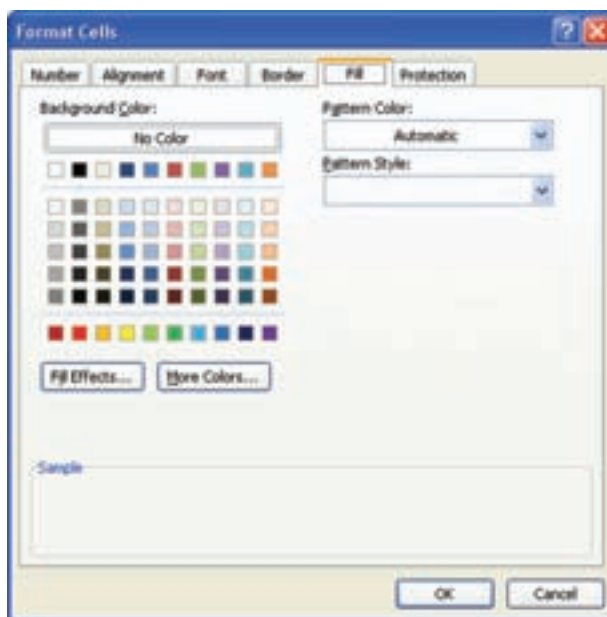 Format Cells
Number Alignment Font Border Fill Protection
Background Color:
No Color
Pattern Color:
Automatic
Pattern Style:
Fill Effects... More Colors...
Sample
OK Cancel